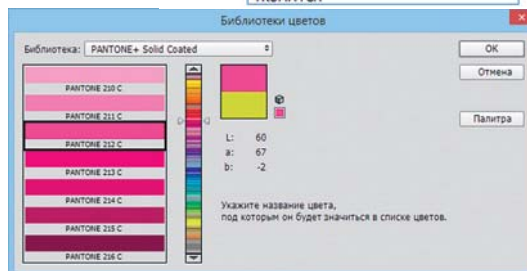 Библиотеки цветов
Библиотека: PANTONE+ Solid Coated
OK
Отмена
Палитра
PANTONE 210 C
PANTONE 211 C
PANTONE 212 C
PANTONE 213 C
PANTONE 214 C
PANTONE 215 C
PANTONE 216 C
L: 60
a: 67
b: -2
Укажите название цвета,
под которым он будет значиться в списке цветов.